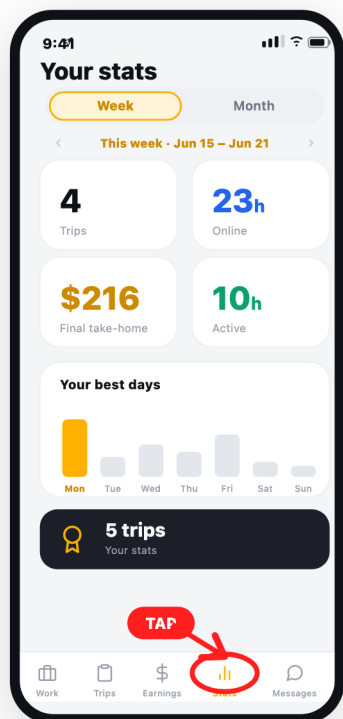 9:41
Your stats
Week Month
‹ This week · Jun 15 – Jun 21 ›
4 23h
Trips Online
$216 10h
Final take-home Active
Your best days
Mon Tue Wed Thu Fri Sat Sun
5 trips
Your stats
TAP
Work Trips Earnings Stats Messages